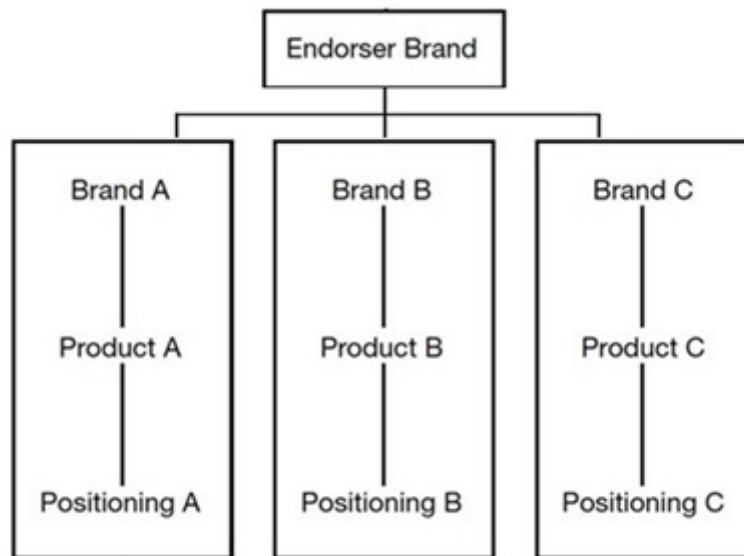 Endorser Brand
Brand A
Brand B
Brand C
Product A
Product B
Product C
Positioning A
Positioning B
Positioning C